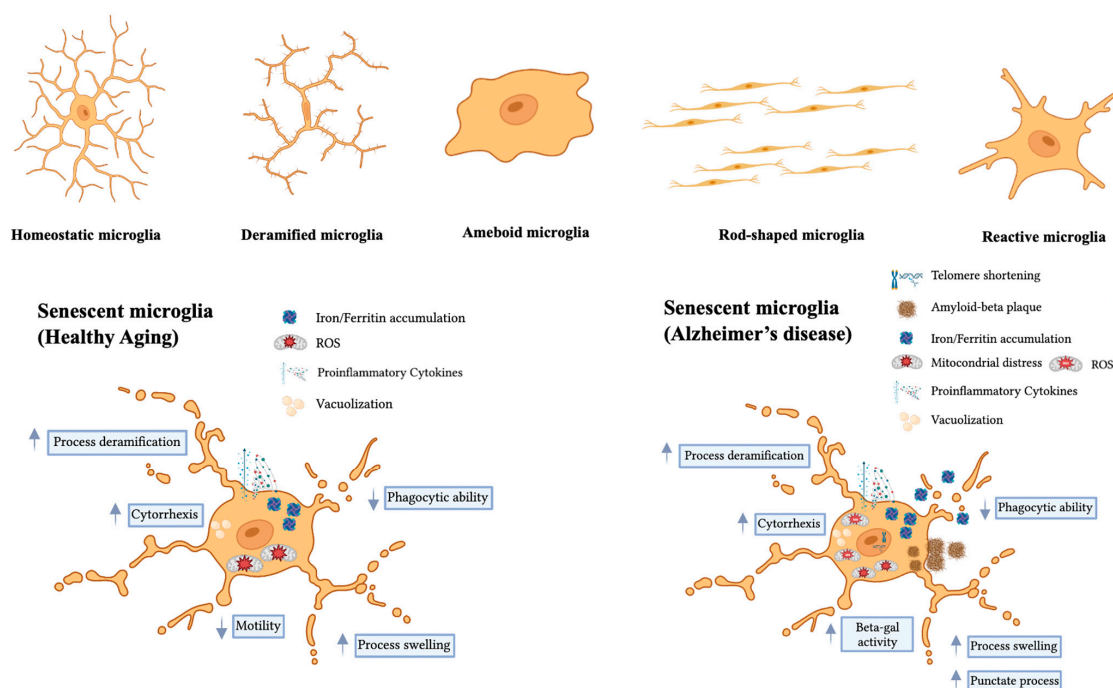 Homeostatic microglia
Deramified microglia
Ameboid microglia
Rod-shaped microglia
Reactive microglia
Senescent microglia
(Healthy Aging)
Iron/Ferritin accumulation
ROS
Proinflammatory Cytokines
Vacuolization
Process deramification
Cytorrhexis
Phagocytic ability
Motility
Process swelling
Senescent microglia
(Alzheimer's disease)
Telomere shortening
Amyloid-beta plaque
Iron/Ferritin accumulation
Mitocondrial distress
ROS
Proinflammatory Cytokines
Vacuolization
Process deramification
Cytorrhexis
Phagocytic ability
Beta-gal
activity
Process swelling
Punctate process